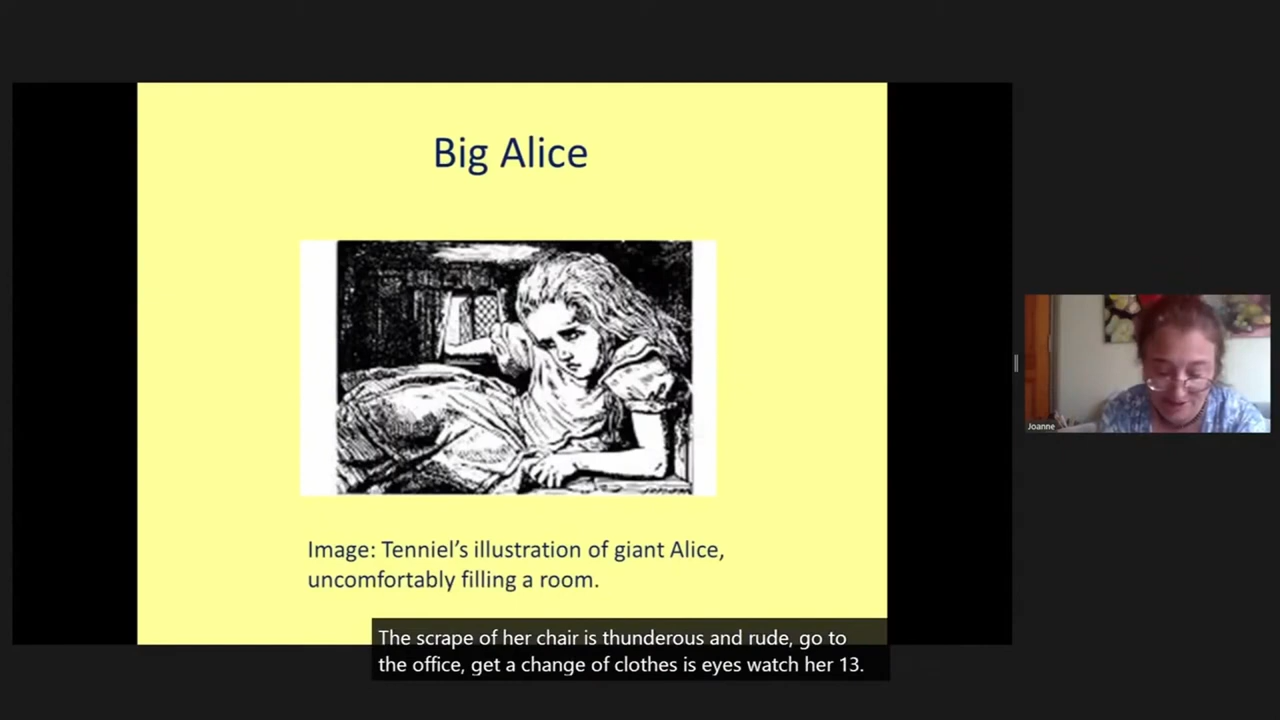 Big Alice
Image: Tenniel’s illustration of giant Alice,
uncomfortably filling a room.
The scrape of her chair is thunderous and rude, go to
the office, get a change of clothes is eyes watch her 13.
Joanne